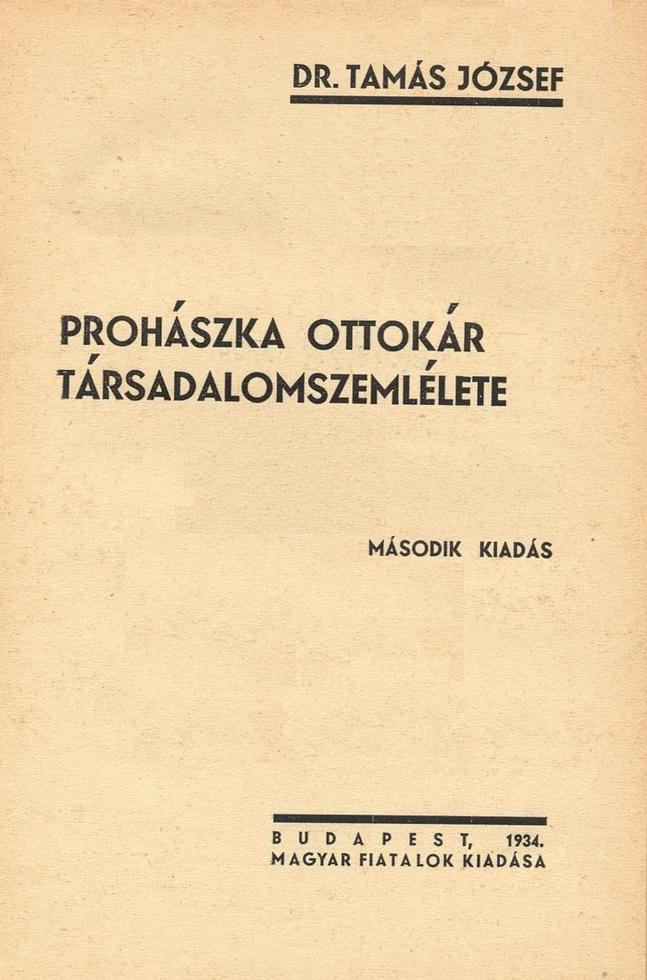 DR. TAMÁS JÓZSEF
PROHÁSZKA OTTOKÁR
TÁRSADALOMSZEMLÉLETE
MÁSODIK KIADÁS
BUDAPEST, 1934.
MAGYAR FIATALOK KIADÁSA